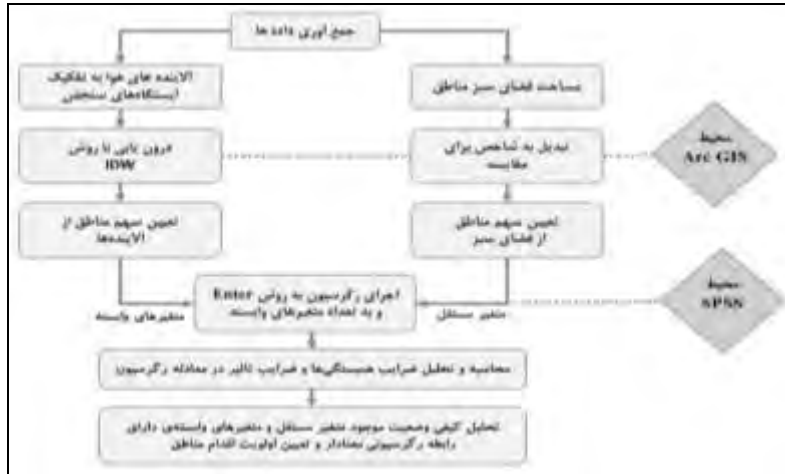 جمع آوری داده ها
آلاینده های هوا به تفکیک
ایستگاه‌های سنجش
مساحت فضای سبز مناطق
درون یابی با روش
IDW
تبدیل به شاخص برای
مقایسه
محیط
Arc GIS
تعیین سهم مناطق از
آلاینده‌ها
تعیین سهم مناطق
از فضای سبز
متغیرهای وابسته
اجرای رگرسیون به روش Enter
و به تعداد متغیرهای وابسته
متغیر مستقل
محیط
SPSS
محاسبه و تحلیل ضرایب همبستگی‌ها و ضرایب تاثیر در معادله رگرسیون
تحلیل کیفی وضعیت موجود متغیر مستقل و متغیرهای وابسته‌ی دارای
رابطه رگرسیونی معنادار و تعیین اولویت اقدام مناطق